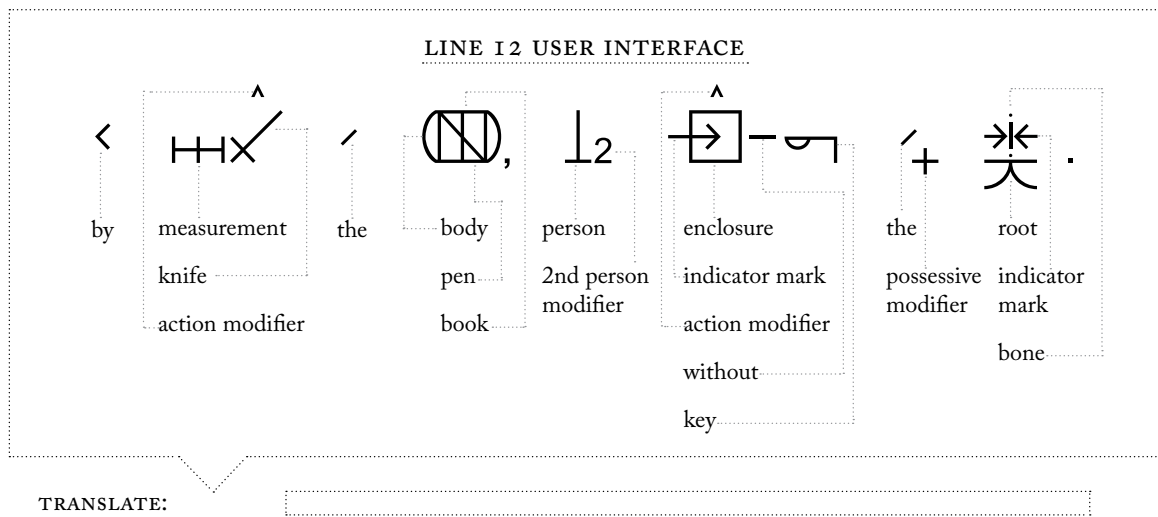 LINE 12 USER INTERFACE
, 2 .
by measurement the body person enclosure the root
knife pen 2nd person modifier indicator mark possessive modifier indicator mark
action modifier book action modifier bone
without
key
TRANSLATE: